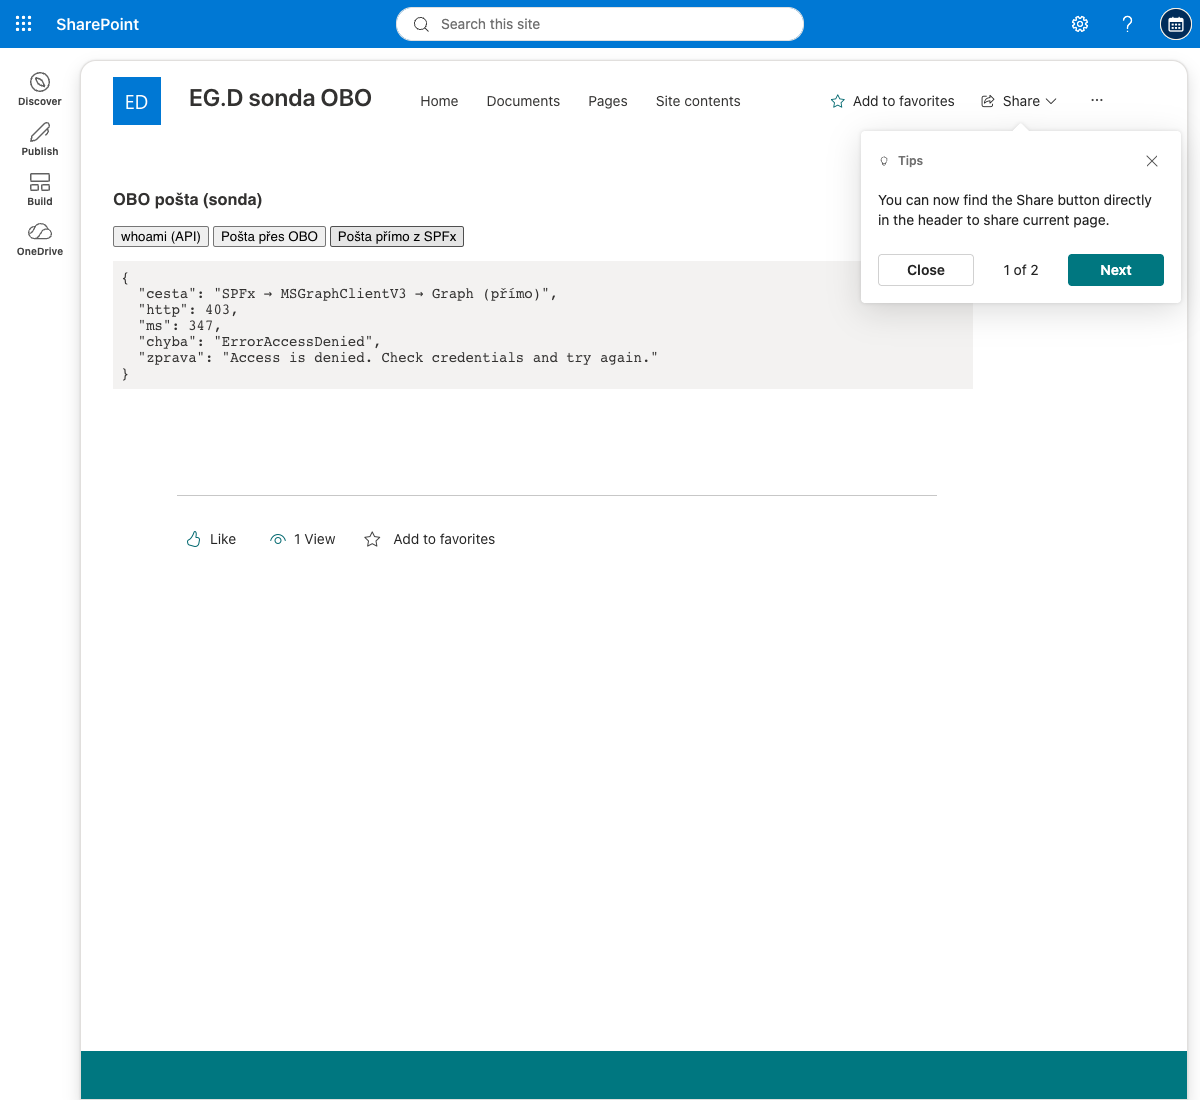 SharePoint
Search this site
Discover
Publish
Build
OneDrive
ED
EG.D sonda OBO
Home
Documents
Pages
Site contents
Add to favorites
Share
Tips
You can now find the Share button directly
in the header to share current page.
Close
1 of 2
Next
OBO pošta (sonda)
whoami (API)
Pošta přes OBO
Pošta přímo z SPFx
{
"cesta": "SPFx → MSGraphClientV3 → Graph (přímo)",
"http": 403,
"ms": 347,
"chyba": "ErrorAccessDenied",
"zprava": "Access is denied. Check credentials and try again."
}
Like
1 View
Add to favorites